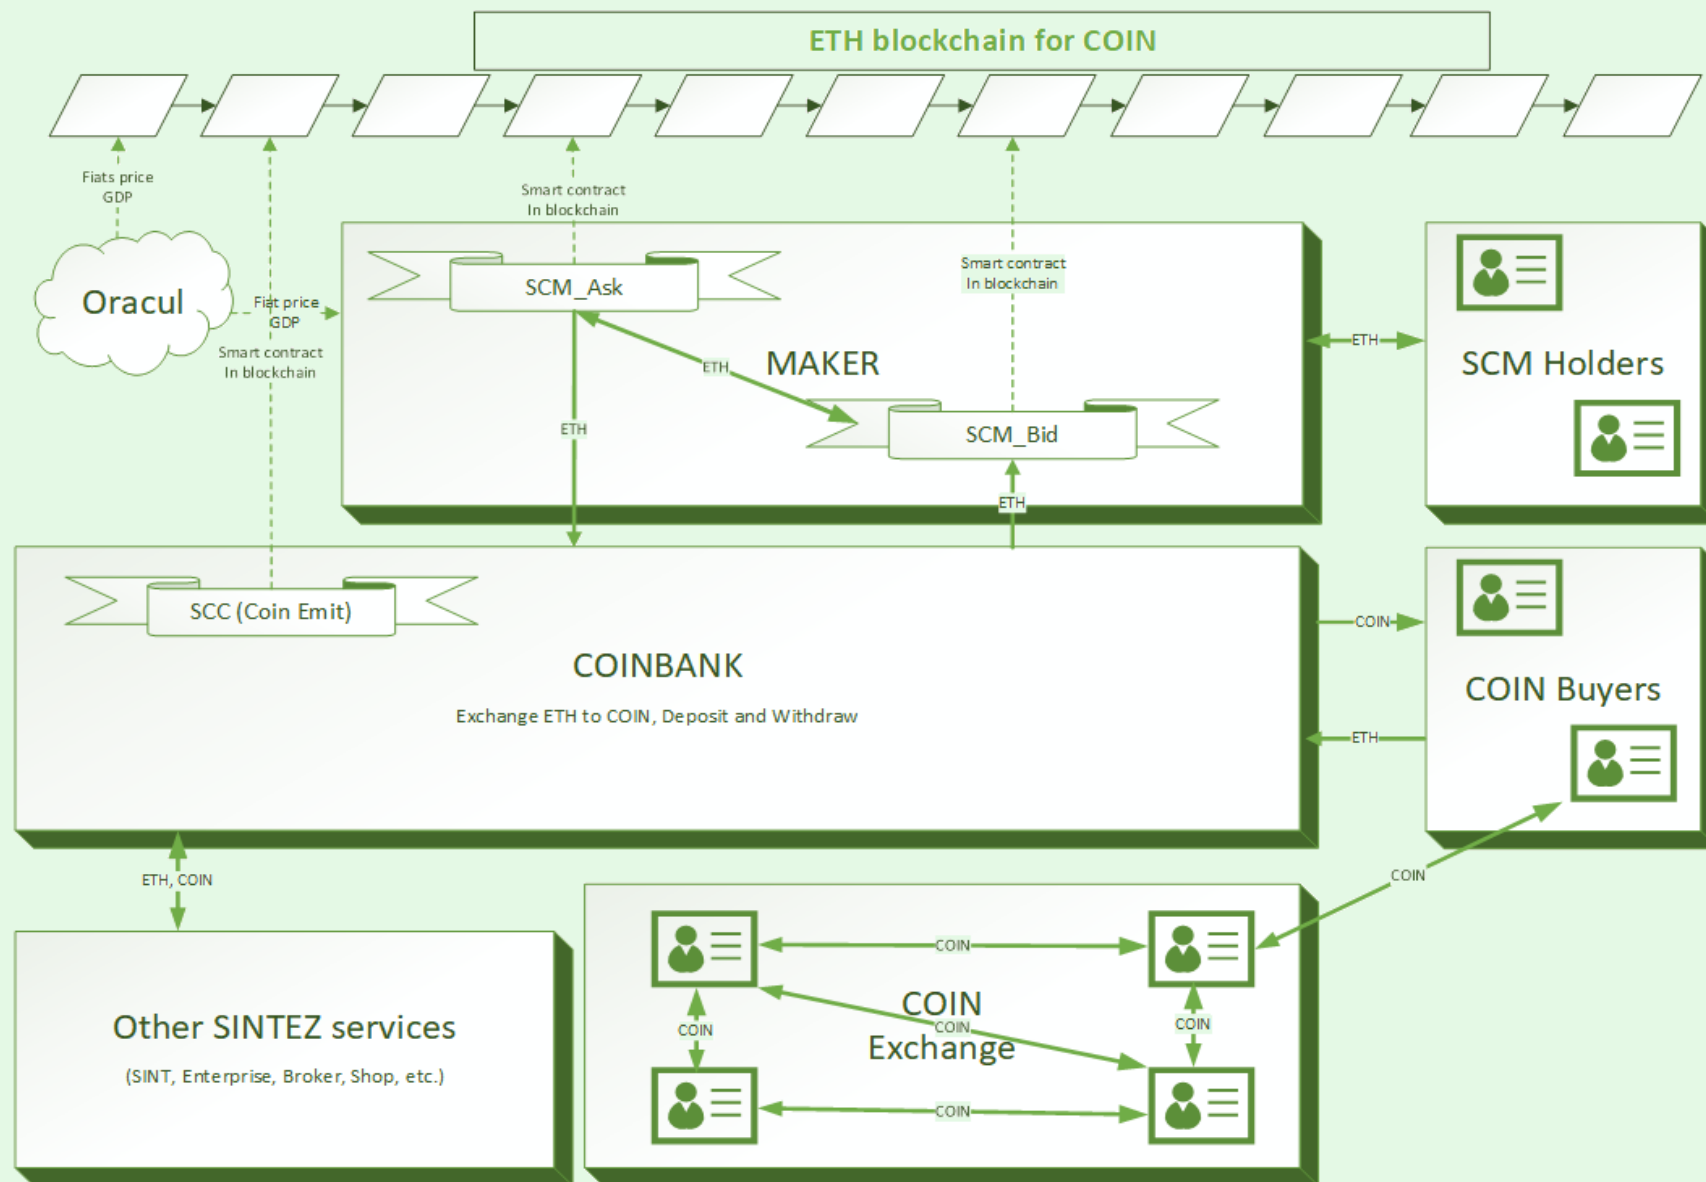 ETH blockchain for COIN
Fiats price
GDP
Smart contract
In blockchain
Smart contract
In blockchain
Oracul
Fiat price
GDP
Smart contract
In blockchain
SCM_Ask
MAKER
ETH
ETH
SCM_Bid
ETH
ETH
SCM Holders
SCC (Coin Emit)
COINBANK
Exchange ETH to COIN, Deposit and Withdraw
COIN
ETH
COIN Buyers
COIN
ETH, COIN
Other SINTEZ services
(SINT, Enterprise, Broker, Shop, etc.)
COIN
COIN
Exchange
COIN
COIN
COIN
COIN